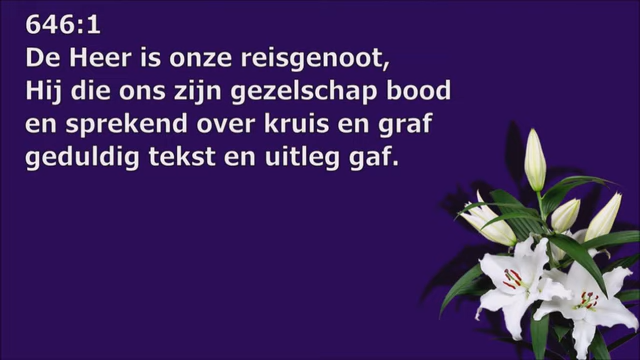 646:1
De Heer is onze reisgenoot,
Hij die ons zijn gezelschap bood
en sprekend over kruis en graf
geduldig tekst en uitleg gaf.